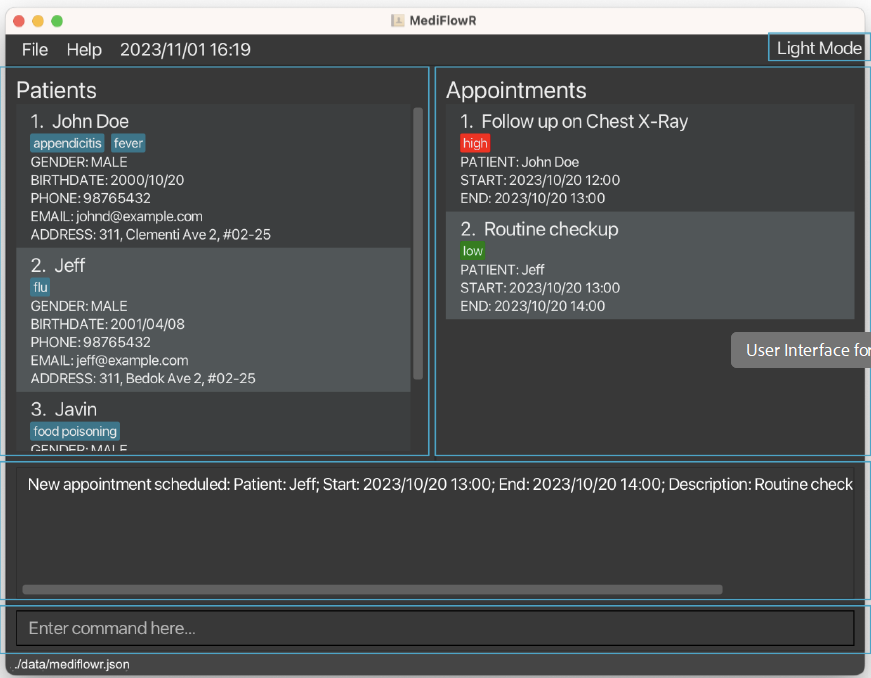 MediFlowR
File Help 2023/11/01 16:19
Light Mode
Patients
1. John Doe
appendicitis fever
GENDER: MALE
BIRTHDATE: 2000/10/20
PHONE: 98765432
EMAIL: johnd@example.com
ADDRESS: 311, Clementi Ave 2, #02-25
2. Jeff
flu
GENDER: MALE
BIRTHDATE: 2001/04/08
PHONE: 98765432
EMAIL: jeff@example.com
ADDRESS: 311, Bedok Ave 2, #02-25
3. Javin
food poisoning
GENDER: MALE
Appointments
1. Follow up on Chest X-Ray
high
PATIENT: John Doe
START: 2023/10/20 12:00
END: 2023/10/20 13:00
2. Routine checkup
low
PATIENT: Jeff
START: 2023/10/20 13:00
END: 2023/10/20 14:00
User Interface for
New appointment scheduled: Patient: Jeff; Start: 2023/10/20 13:00; End: 2023/10/20 14:00; Description: Routine check
Enter command here...
./data/mediflowr.json